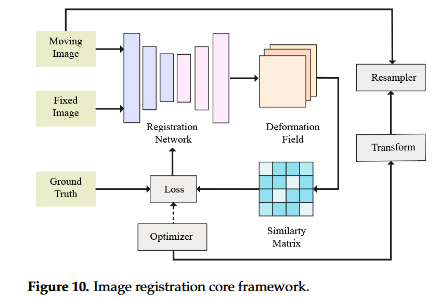 Moving
Image
Fixed
Image
Ground
Truth
Registration
Network
Deformation
Field
Resampler
Transform
Loss
Optimizer
Similarty
Matrix
Figure 10. Image registration core framework.